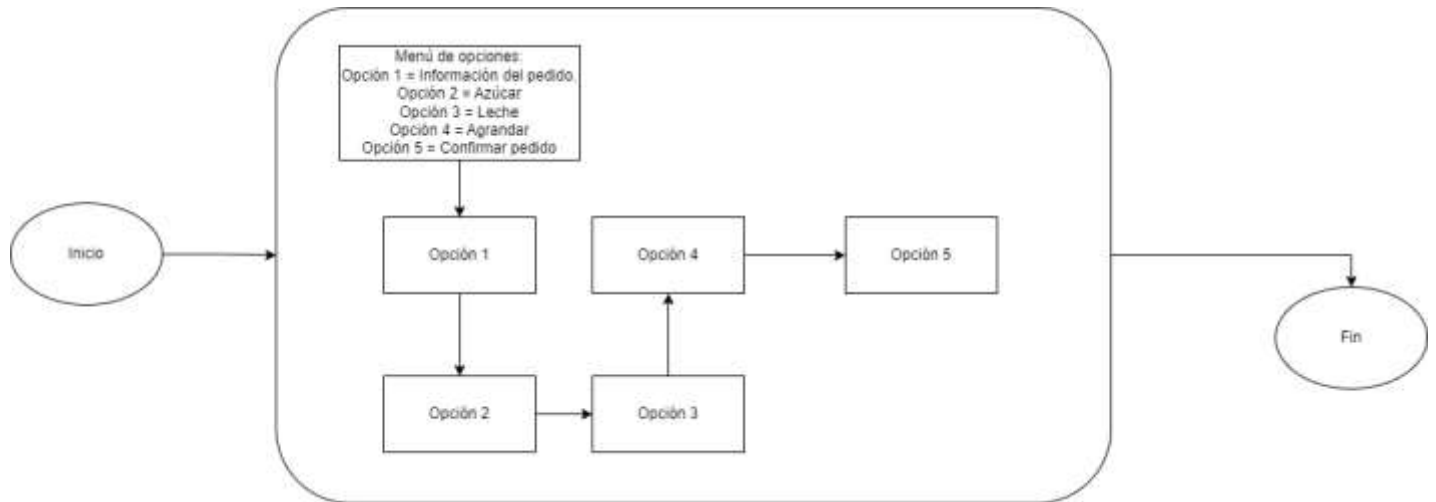 Menú de opciones:
Opción 1 = Información del pedido.
Opción 2 = Azúcar
Opción 3 = Leche
Opción 4 = Agrandar
Opción 5 = Confirmar pedido
Inicio
Opción 1
Opción 4
Opción 5
Fin
Opción 2
Opción 3